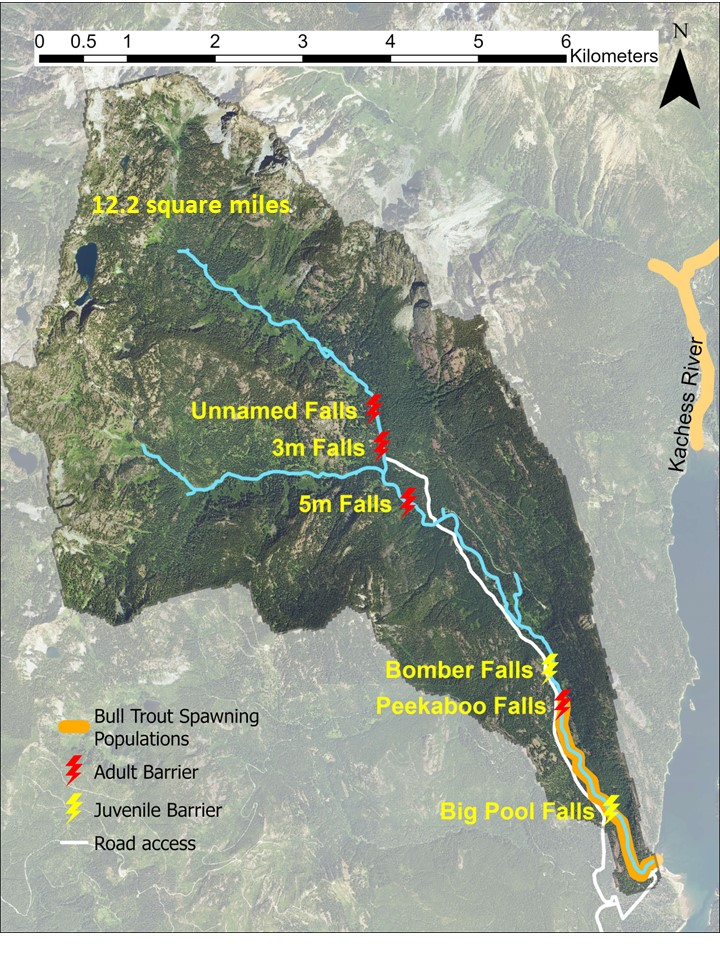 N
0 0.5 1 2 3 4 5 6
Kilometers
12.2 square miles
Kachess River
Unnamed Falls
3m Falls
5m Falls
Bomber Falls
Peekaboo Falls
Big Pool Falls
Bull Trout Spawning
Populations
Adult Barrier
Juvenile Barrier
Road access